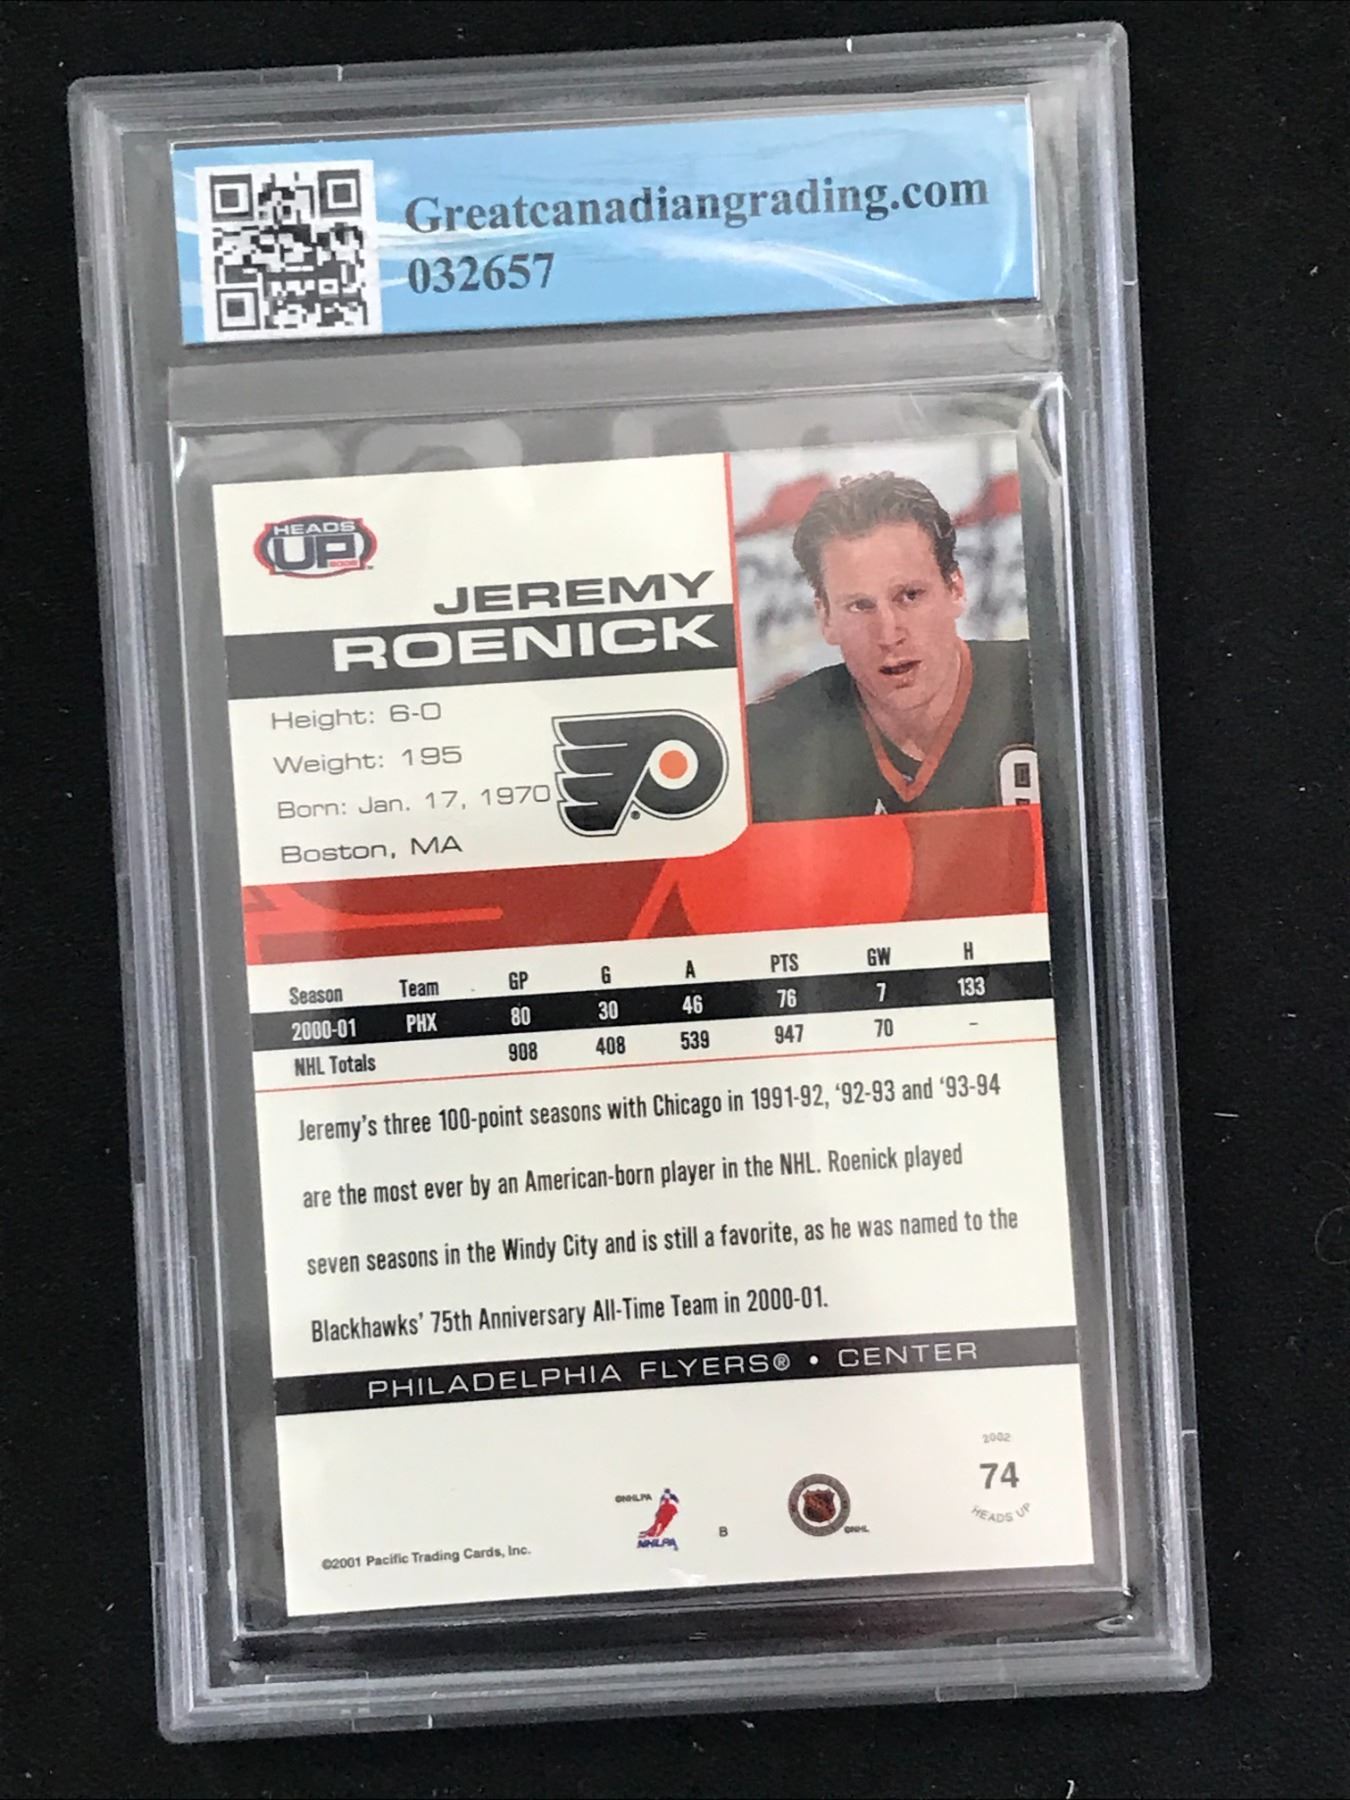 Greatcanadiangrading.com
032657
HEADS
UP
2002
JEREMY
ROENICK
Height: 6-0
Weight: 195
Born: Jan. 17, 1970
Boston, MA
A
Season Team GP G A PTS GW H
2000-01 PHX 80 30 46 76 7 133
NHL Totals 908 408 539 947 70 –
Jeremy's three 100-point seasons with Chicago in 1991-92, '92-93 and '93-94
are the most ever by an American-born player in the NHL. Roenick played
seven seasons in the Windy City and is still a favorite, as he was named to the
Blackhawks' 75th Anniversary All-Time Team in 2000-01.
PHILADELPHIA FLYERS® • CENTER
2002
74
HEADS UP
©NHLPA
NHLPA
B
©NHL
©2001 Pacific Trading Cards, Inc.